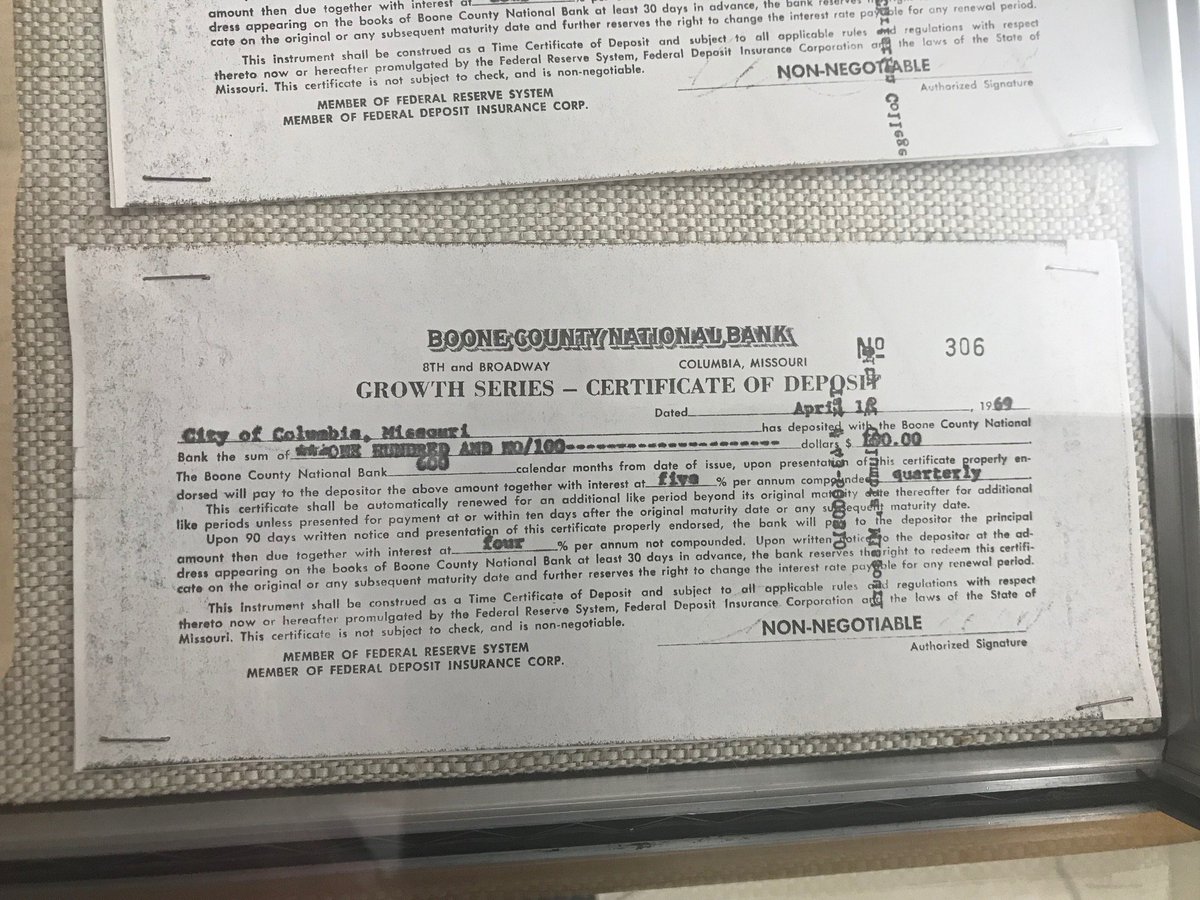 amount then due together with interest at
dress appearing on the books of Boone County National Bank at least 30 days in advance, the bank reserves
cate on the original or any subsequent maturity date and further reserves the right to change the interest rate payable for any renewal period.
This instrument shall be construed as a Time Certificate of Deposit and subject to all applicable rules and regulations with respect
thereto now or hereafter promulgated by the Federal Reserve System, Federal Deposit Insurance Corporation and the laws of the State of
Missouri. This certificate is not subject to check, and is non-negotiable.
NON-NEGOTIABLE
MEMBER OF FEDERAL RESERVE SYSTEM
Authorized Signature
MEMBER OF FEDERAL DEPOSIT INSURANCE CORP.
College
BOONE COUNTY NATIONAL BANK
8TH and BROADWAY COLUMBIA, MISSOURI
No 306
GROWTH SERIES – CERTIFICATE OF DEPOSIT
Dated April 18, 1969
City of Columbia, Missouri has deposited with the Boone County National
Bank the sum of ***ONE HUNDRED AND NO/100 dollars $ 100.00
The Boone County National Bank 600 calendar months from date of issue, upon presentation of this certificate properly en-
dorsed will pay to the depositor the above amount together with interest at five % per annum compounded quarterly
This certificate shall be automatically renewed for an additional like period beyond its original maturity date thereafter for additional
like periods unless presented for payment at or within ten days after the original maturity date or any subsequent maturity date.
Upon 90 days written notice and presentation of this certificate properly endorsed, the bank will pay to the depositor the principal
amount then due together with interest at four % per annum not compounded. Upon written notice to the depositor at the ad-
dress appearing on the books of Boone County National Bank at least 30 days in advance, the bank reserves the right to redeem this certifi-
cate on the original or any subsequent maturity date and further reserves the right to change the interest rate payable for any renewal period.
This Instrument shall be construed as a Time Certificate of Deposit and subject to all applicable rules and regulations with respect
thereto now or hereafter promulgated by the Federal Reserve System, Federal Deposit Insurance Corporation and the laws of the State of
Missouri. This certificate is not subject to check, and is non-negotiable.
NON-NEGOTIABLE
MEMBER OF FEDERAL RESERVE SYSTEM
Authorized Signature
MEMBER OF FEDERAL DEPOSIT INSURANCE CORP.